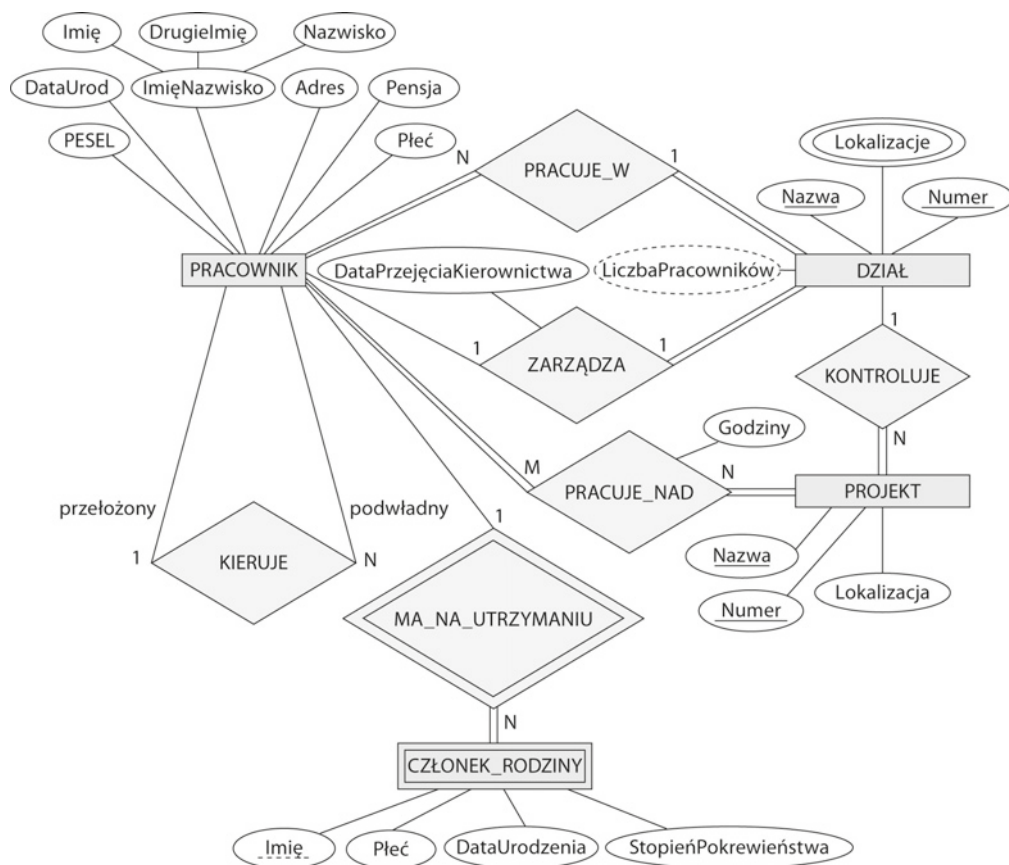 Imię
DrugieImię
Nazwisko
DataUrod
ImięNazwisko
Adres
Pensja
PESEL
Płeć
N
PRACUJE_W
1
Lokalizacje
Nazwa
Numer
PRACOWNIK
DataPrzejęciaKierownictwa
LiczbaPracowników
DZIAŁ
1
ZARZĄDZA
1
1
KONTROLUJE
N
Godziny
M
PRACUJE_NAD
N
PROJEKT
przełożony
podwładny
1
KIERUJE
N
1
Nazwa
Numer
Lokalizacja
MA_NA_UTRZYMANIU
N
CZŁONEK_RODZINY
Imię
Płeć
DataUrodzenia
StopieńPokrewieństwa